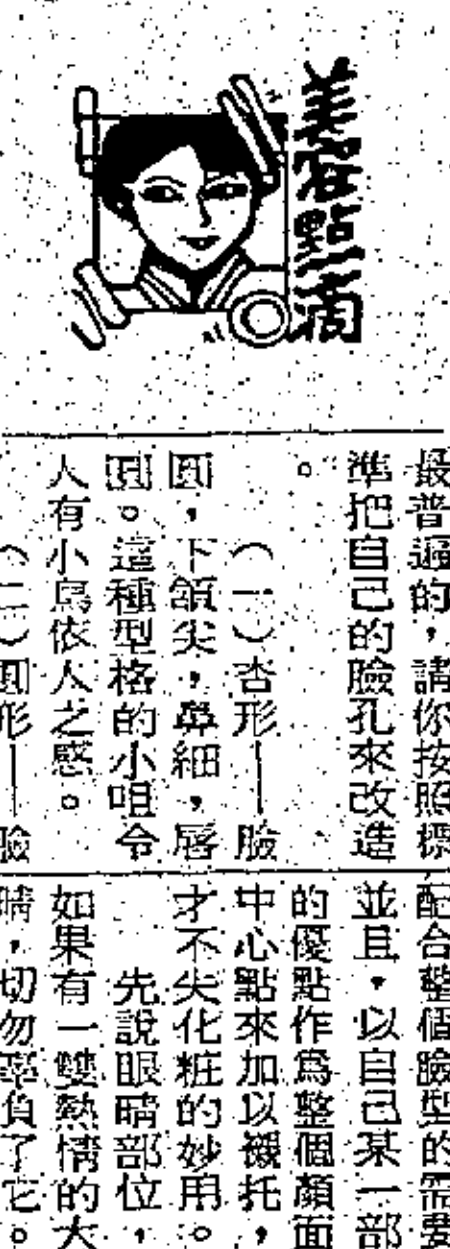 美容點滴
最普遍的，請你按照標
準把自己的臉孔來改造
。
（一）杏形——臉
圓，下頷尖，鼻細，唇
圓。這種型格的小咀令
人有小鳥依人之感。
（二）圓形——臉
配合整個臉型的需要
並且，以自己某一部
的優點作爲整個顏面
中心點來加以襯托，
才不失化粧的妙用。
先說眼睛部位，
如果有一雙熱情的大
睛，切勿辜負了它。